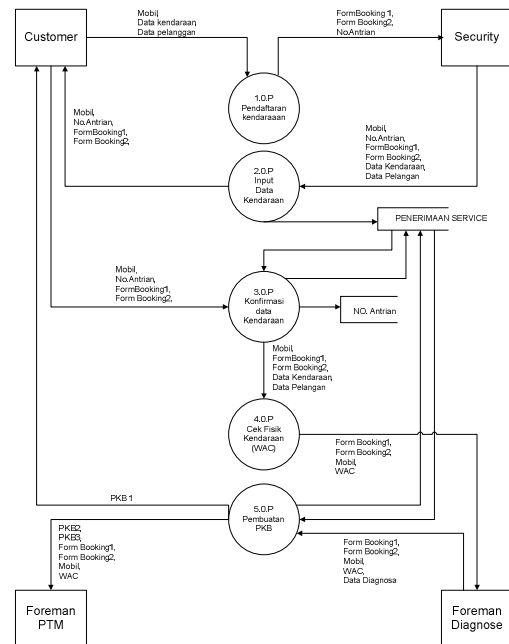 Mobil,
Data kendaraan,
Data pelanggan
FormBooking1,
Form Booking2,
No.Antrian
Customer
Security
1.0.P
Pendaftaran
kendaraaan
Mobil,
No.Antrian,
FormBooking1,
Form Booking2,
Mobil,
No.Antrian,
FormBooking1,
Form Booking2,
Data Kendaraan,
Data Pelangan
2.0.P
Input
Data
Kendaraan
PENERIMAAN SERVICE
Mobil,
No.Antrian,
FormBooking1,
Form Booking2,
3.0.P
Konfirmasi
data
Kendaraan
NO. Antrian
Mobil,
FormBooking1,
Form Booking2,
Data Kendaraan,
Data Pelangan
4.0.P
Cek Fisik
Kendaraan
(WAC)
Form Booking1,
Form Booking2,
Mobil,
WAC
PKB 1
5.0.P
Pembuatan
PKB
PKB2,
PKB3,
Form Booking1,
Form Booking2,
Mobil,
WAC
Form Booking1,
Form Booking2,
Mobil,
WAC,
Data Diagnosa
Foreman
PTM
Foreman
Diagnose